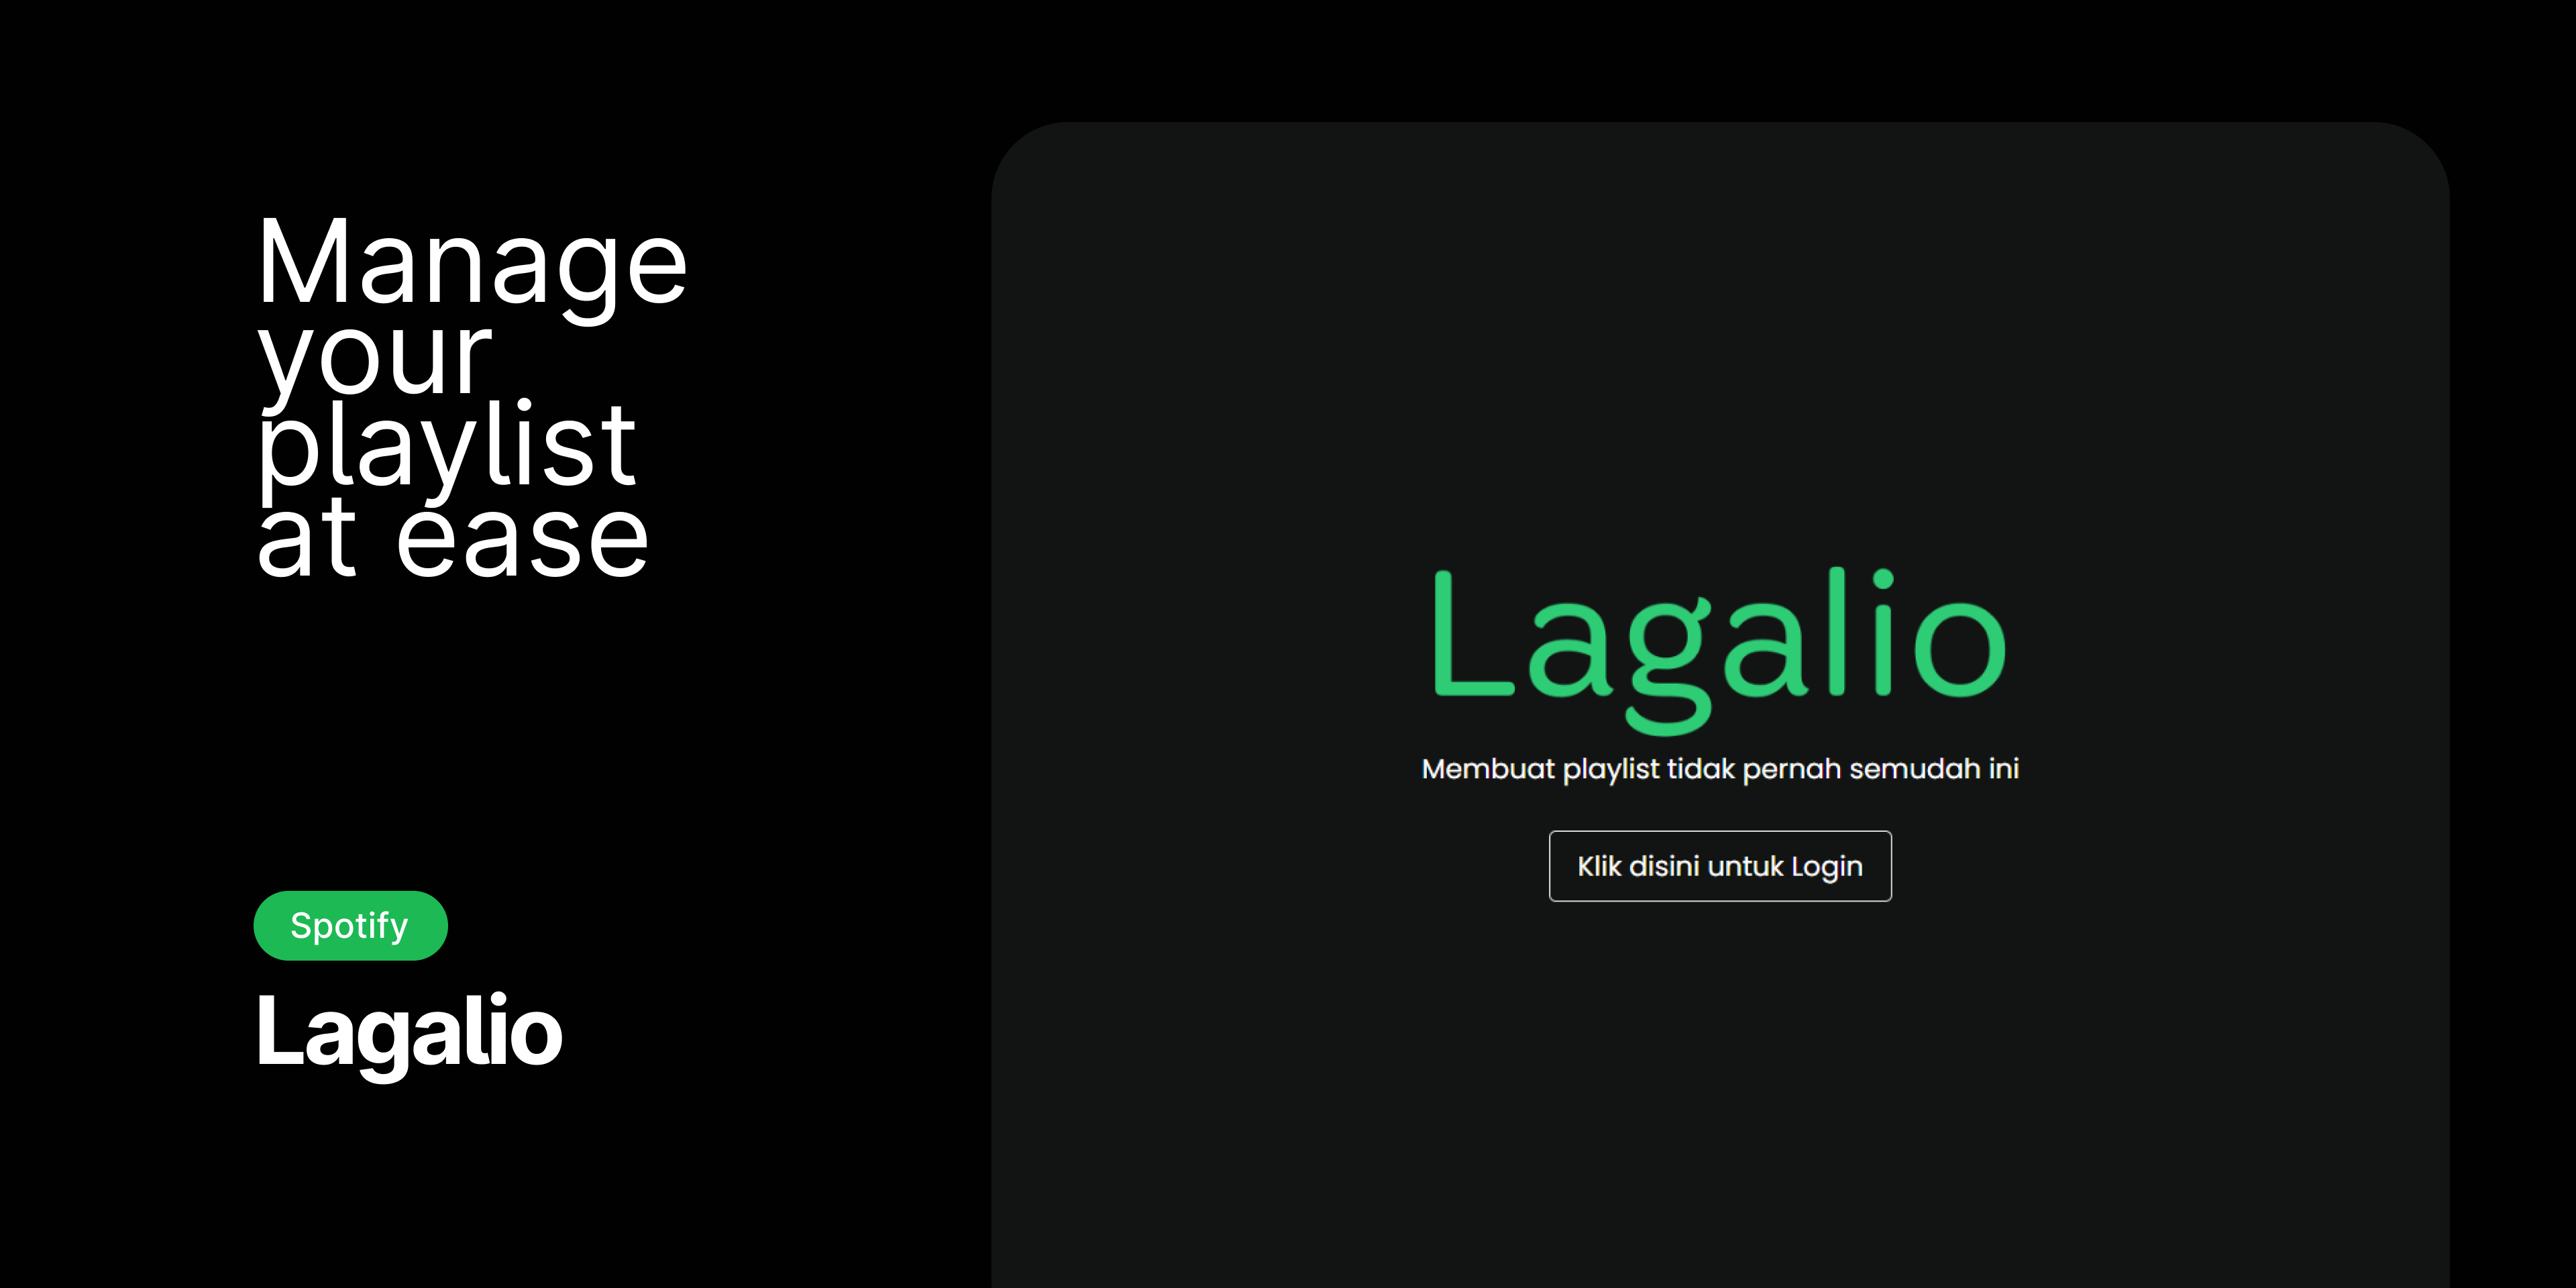 Manage
your
playlist
at ease
Spotify
Lagalio
Lagalio
Membuat playlist tidak pernah semudah ini
Klik disini untuk Login